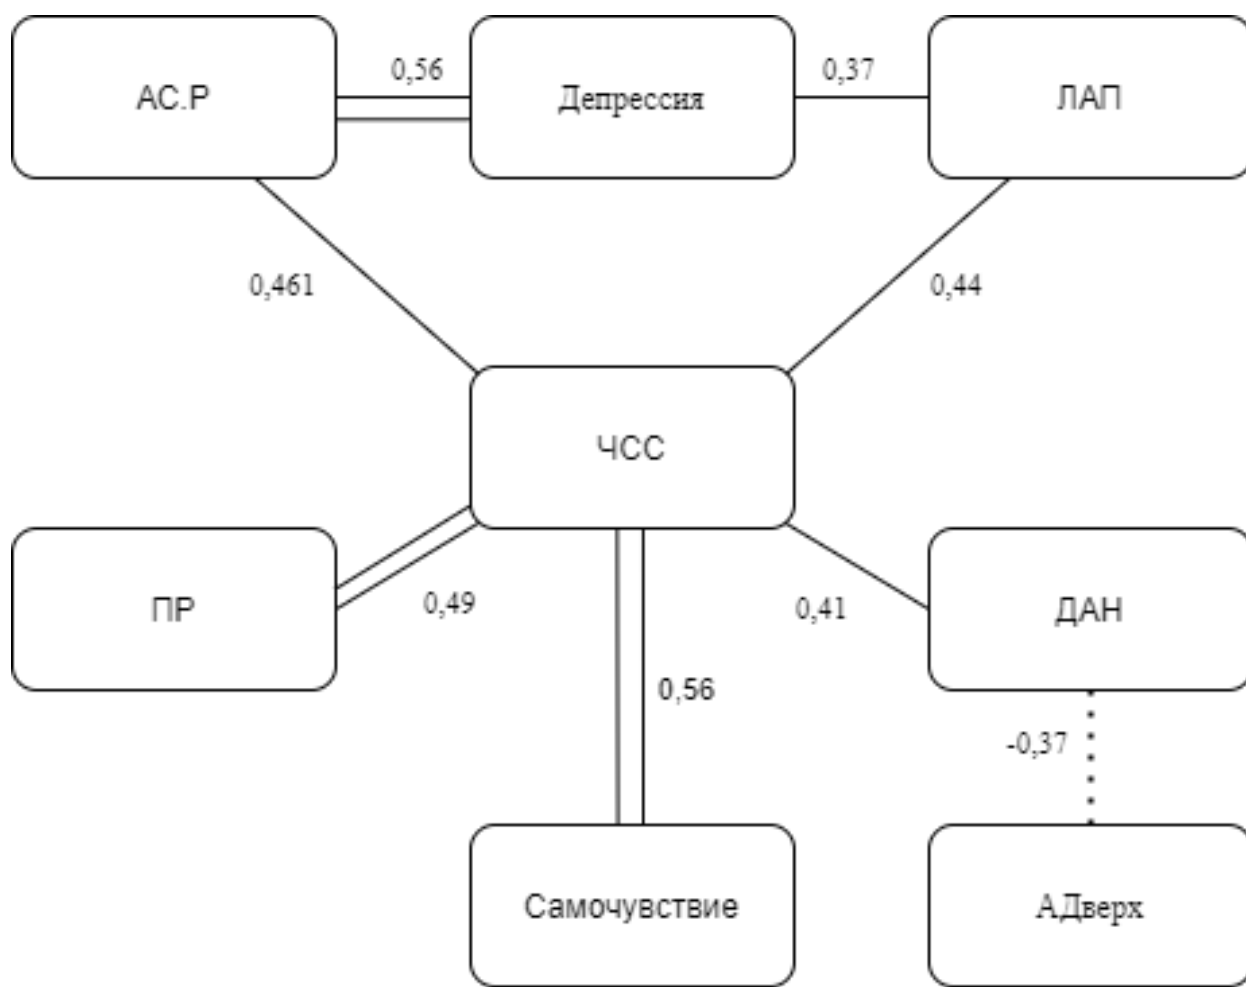 АС.Р
0,56
Депрессия
0,37
ЛАП
0,461
0,44
ЧСС
ПР
0,49
0,41
ДАН
0,56
-0,37
Самочувствие
АДверх